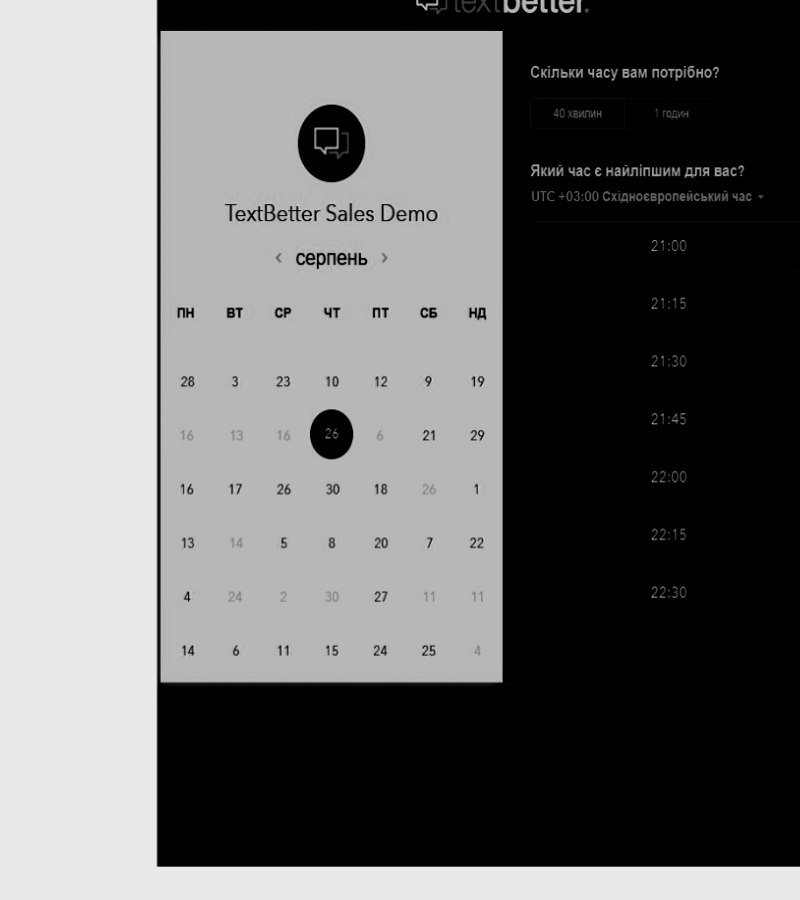 textbetter.
TextBetter Sales Demo
‹ серпень ›
ПН ВТ СР ЧТ ПТ СБ НД
28 3 23 10 12 9 19
16 13 16 26 6 21 29
16 17 26 30 18 26 1
13 14 5 8 20 7 22
4 24 2 30 27 11 11
14 6 11 15 24 25 4
Скільки часу вам потрібно?
40 хвилин 1 годин
Який час є найліпшим для вас?
UTC +03:00 Східноєвропейський час
21:00
21:15
21:30
21:45
22:00
22:15
22:30